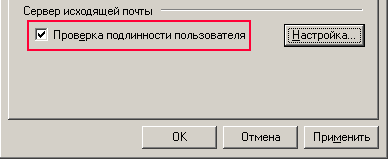 Сервер исходящей почты
Проверка подлинности пользователя
Настройка...
OK
Отмена
Применить